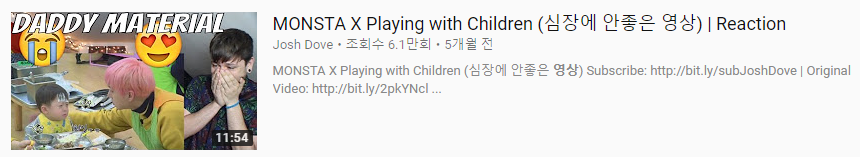 DADDY MATERIAL
11:54
MONSTA X Playing with Children (심장에 안좋은 영상) | Reaction
Josh Dove • 조회수 6.1만회 • 5개월 전
MONSTA X Playing with Children (심장에 안좋은 영상) Subscribe: http://bit.ly/subJoshDove | Original
Video: http://bit.ly/2pkYNcl ...